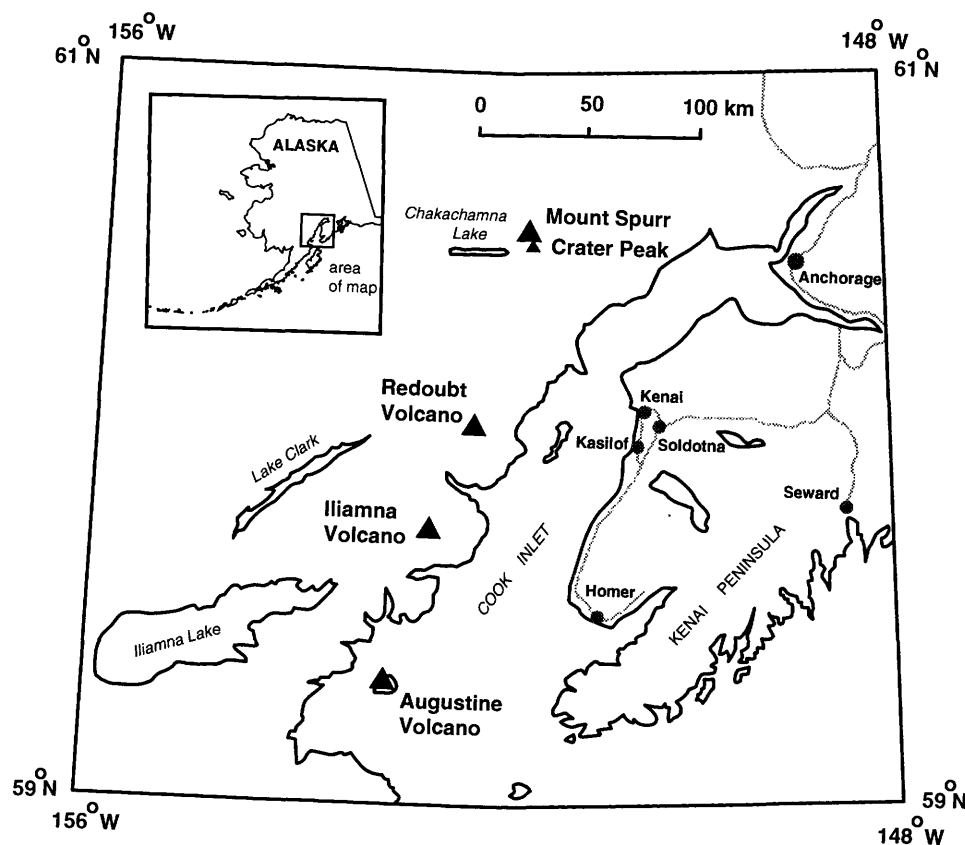 156°W
148°W
61°N
61°N
0 50 100 km
ALASKA
area
of map
Chakachamna
Lake
Mount Spurr
Crater Peak
Anchorage
Redoubt
Volcano
Kenai
Kasilof
Soldotna
Lake Clark
Seward
Iliamna
Volcano
COOK INLET
KENAI PENINSULA
Homer
Iliamna Lake
Augustine
Volcano
59°N
59°N
156°W
148°W